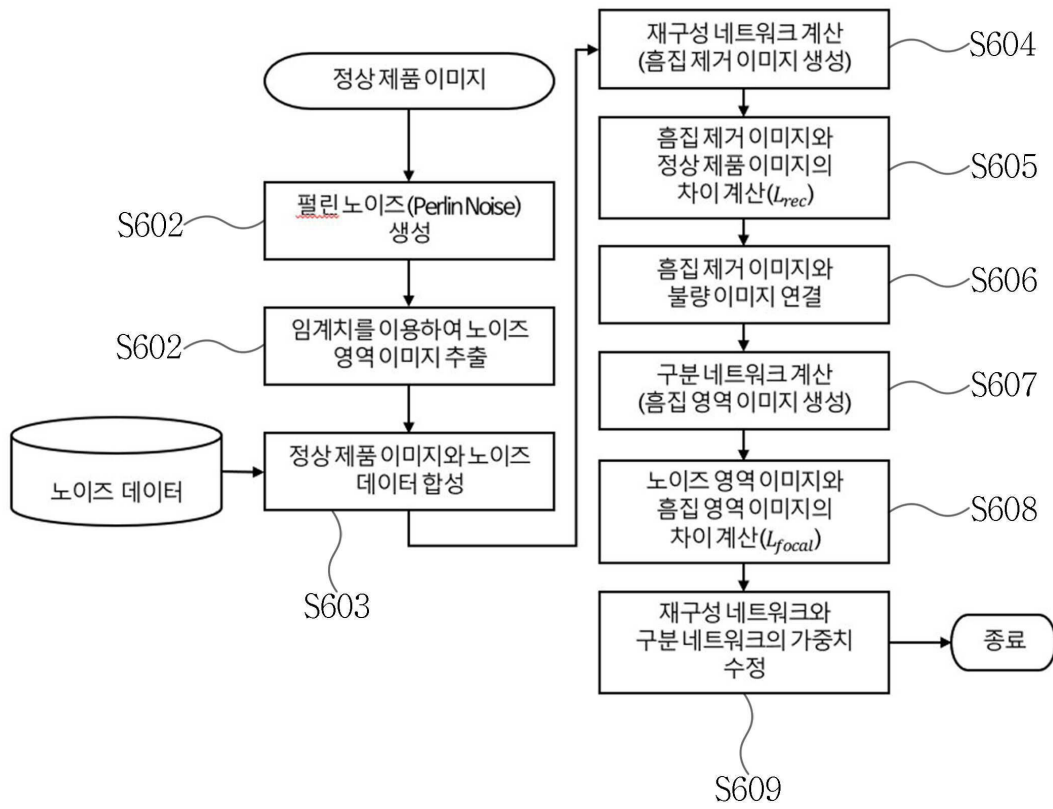 정상 제품 이미지
S602
펄린 노이즈(Perlin Noise)
생성
S602
임계치를 이용하여 노이즈
영역 이미지 추출
노이즈 데이터
정상 제품 이미지와 노이즈
데이터 합성
S603
재구성 네트워크 계산
(흠집 제거 이미지 생성)
S604
흠집 제거 이미지와
정상 제품 이미지의
차이 계산(L_rec)
S605
흠집 제거 이미지와
불량 이미지 연결
S606
구분 네트워크 계산
(흠집 영역 이미지 생성)
S607
노이즈 영역 이미지와
흠집 영역 이미지의
차이 계산(L_focal)
S608
재구성 네트워크와
구분 네트워크의 가중치
수정
S609
종료